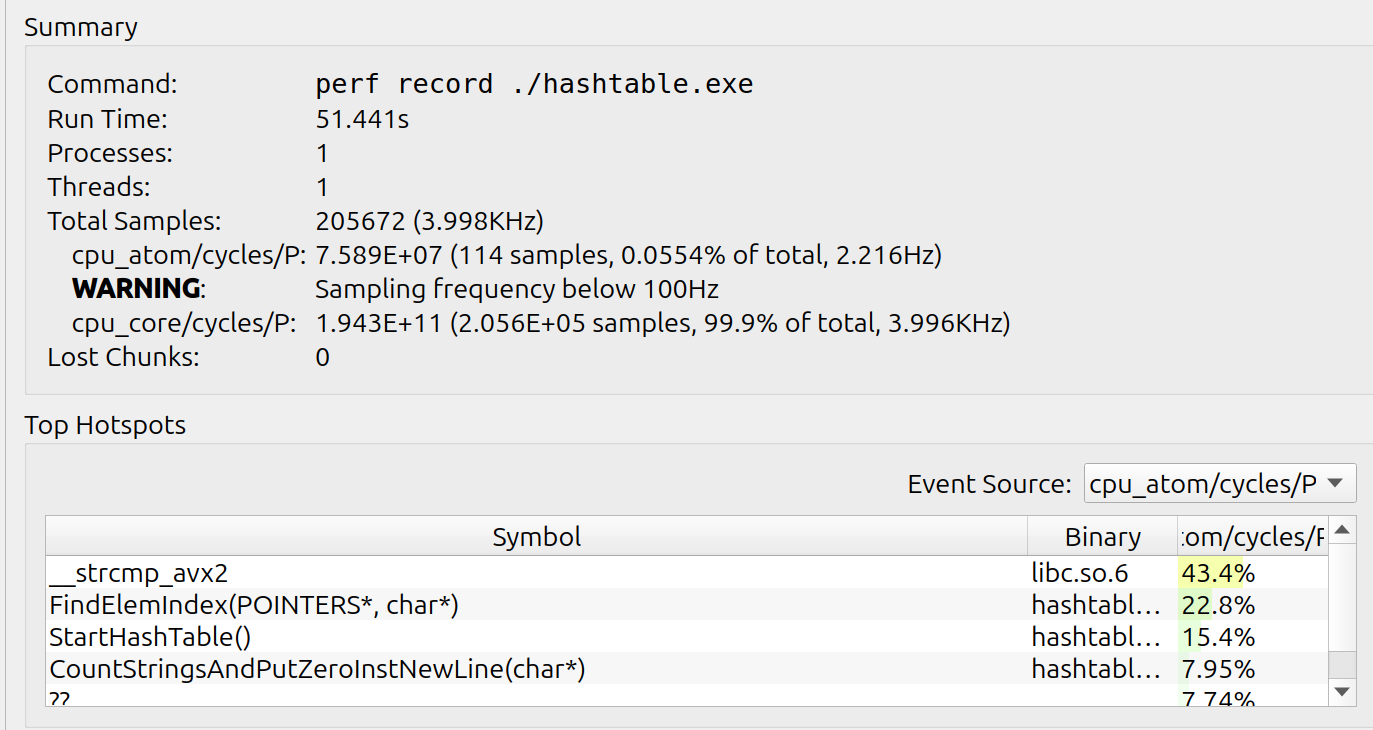 Summary
Command: perf record ./hashtable.exe
Run Time: 51.441s
Processes: 1
Threads: 1
Total Samples: 205672 (3.998KHz)
cpu_atom/cycles/P: 7.589E+07 (114 samples, 0.0554% of total, 2.216Hz)
WARNING: Sampling frequency below 100Hz
cpu_core/cycles/P: 1.943E+11 (2.056E+05 samples, 99.9% of total, 3.996KHz)
Lost Chunks: 0
Top Hotspots
Event Source: cpu_atom/cycles/P
Symbol Binary tom/cycles/P
__strcmp_avx2 libc.so.6 43.4%
FindElemIndex(POINTERS*, char*) hashtabl... 22.8%
StartHashTable() hashtabl... 15.4%
CountStringsAndPutZeroInstNewLine(char*) hashtabl... 7.95%
?? 7.74%